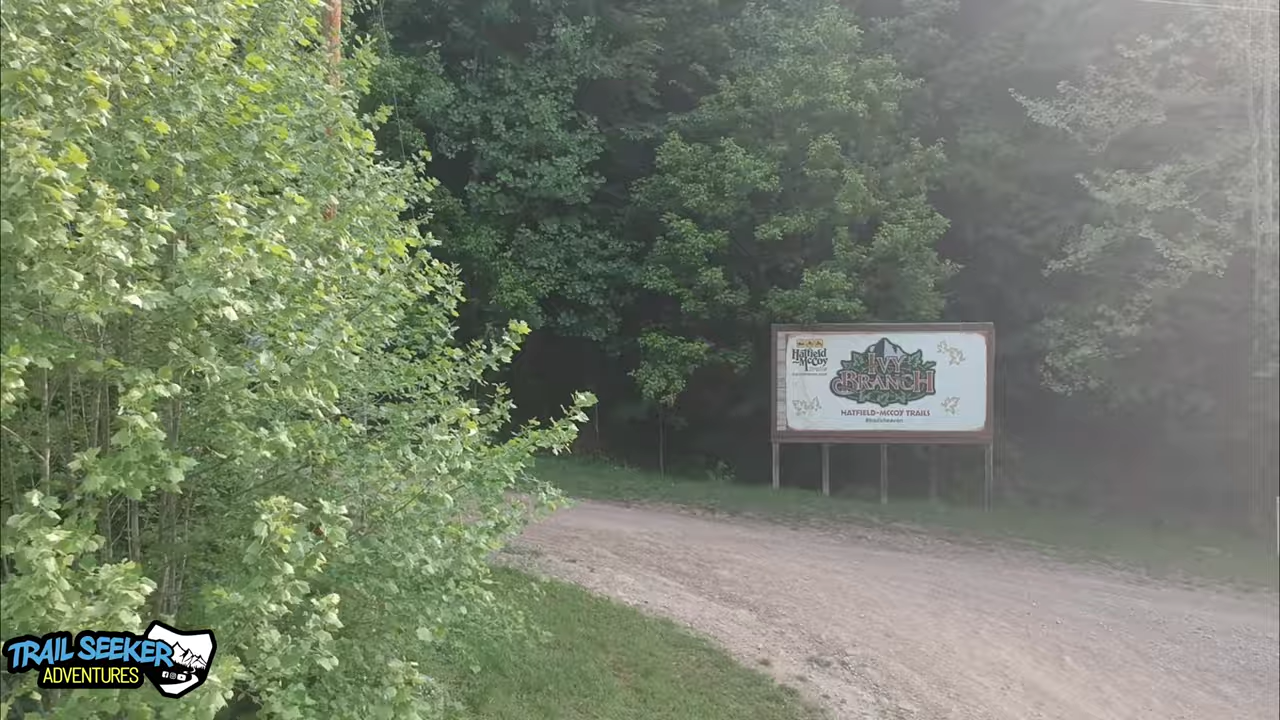 Hatfield
McCoy
IVY
BRANCH
HATFIELD-MCCOY TRAILS
TRAIL SEEKER
ADVENTURES